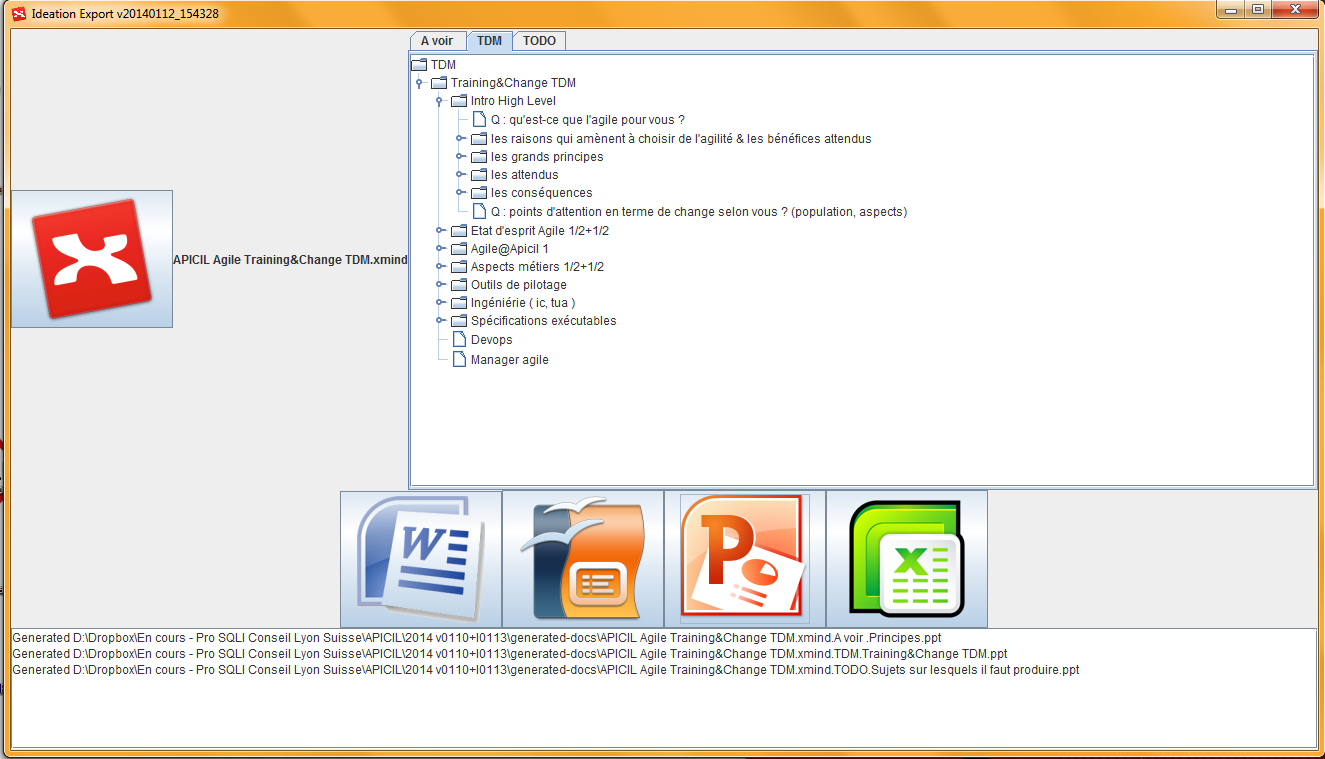 Ideation Export v20140112_154328
A voir
TDM
TODO
TDM
Training&Change TDM
Intro High Level
Q : qu'est-ce que l'agile pour vous ?
les raisons qui amènent à choisir de l'agilité & les bénéfices attendus
les grands principes
les attendus
les conséquences
Q : points d'attention en terme de change selon vous ? (population, aspects)
Etat d'esprit Agile 1/2+1/2
Agile@Apicil 1
Aspects métiers 1/2+1/2
Outils de pilotage
Ingéniérie ( ic, tua )
Spécifications exécutables
Devops
Manager agile
APICIL Agile Training&Change TDM.xmind
Generated D:\Dropbox\En cours - Pro SQLI Conseil Lyon Suisse\APICIL\2014 v0110+I0113\generated-docs\APICIL Agile Training&Change TDM.xmind.A voir .Principes.ppt
Generated D:\Dropbox\En cours - Pro SQLI Conseil Lyon Suisse\APICIL\2014 v0110+I0113\generated-docs\APICIL Agile Training&Change TDM.xmind.TDM.Training&Change TDM.ppt
Generated D:\Dropbox\En cours - Pro SQLI Conseil Lyon Suisse\APICIL\2014 v0110+I0113\generated-docs\APICIL Agile Training&Change TDM.xmind.TODO.Sujets sur lesquels il faut produire.ppt